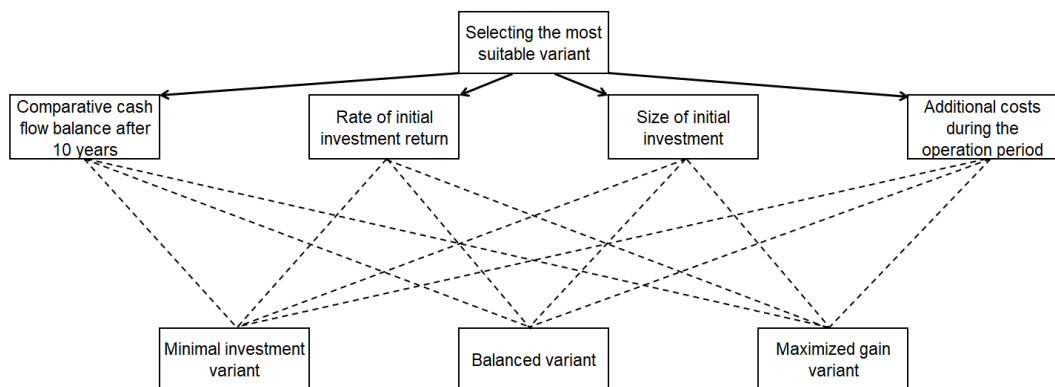 Selecting the most
suitable variant
Comparative cash
flow balance after
10 years
Rate of initial
investment return
Size of initial
investment
Additional costs
during the
operation period
Minimal investment
variant
Balanced variant
Maximized gain
variant